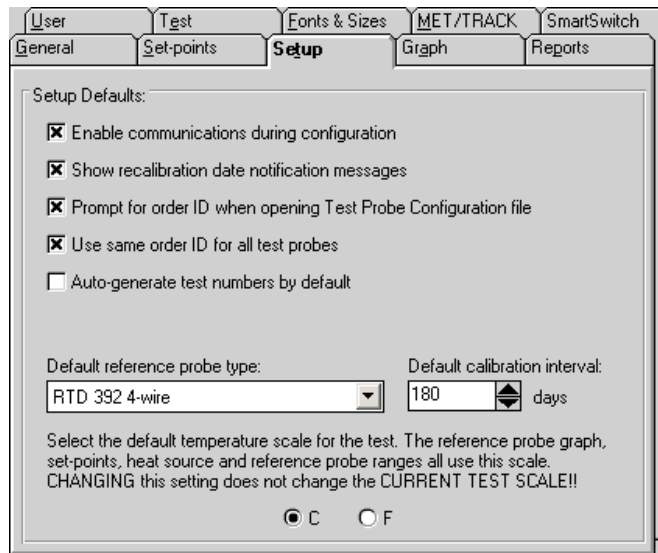 User Test Fonts & Sizes MET/TRACK SmartSwitch
General Set-points Setup Graph Reports
Setup Defaults:
Enable communications during configuration
Show recalibration date notification messages
Prompt for order ID when opening Test Probe Configuration file
Use same order ID for all test probes
Auto-generate test numbers by default
Default reference probe type: Default calibration interval:
RTD 392 4-wire 180 days
Select the default temperature scale for the test. The reference probe graph,
set-points, heat source and reference probe ranges all use this scale.
CHANGING this setting does not change the CURRENT TEST SCALE!!
C F